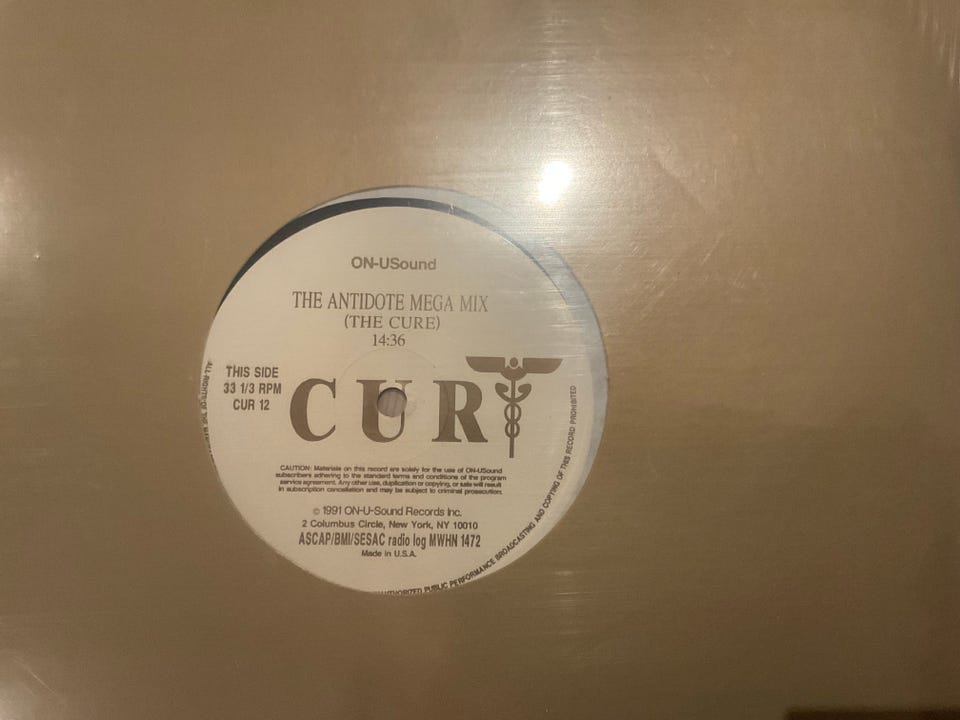 ON-USound
THE ANTIDOTE MEGA MIX
(THE CURE)
14:36
THIS SIDE
33 1/3 RPM
CUR 12
CUR
CAUTION: Materials on this record are solely for the use of ON-USound
subscribers adhering to the standard terms and conditions of the program
service agreement. Any other use, duplication or copying, or sale will result
in subscription cancellation and may be subject to criminal prosecution.
© 1991 ON-U-Sound Records Inc.
2 Columbus Circle, New York, NY 10010
ASCAP/BMI/SESAC radio log MWHN 1472
Made in U.S.A.
PUBLIC PERFORMANCE BROADCASTING AND COPYING OF THIS RECORD PROHIBITED